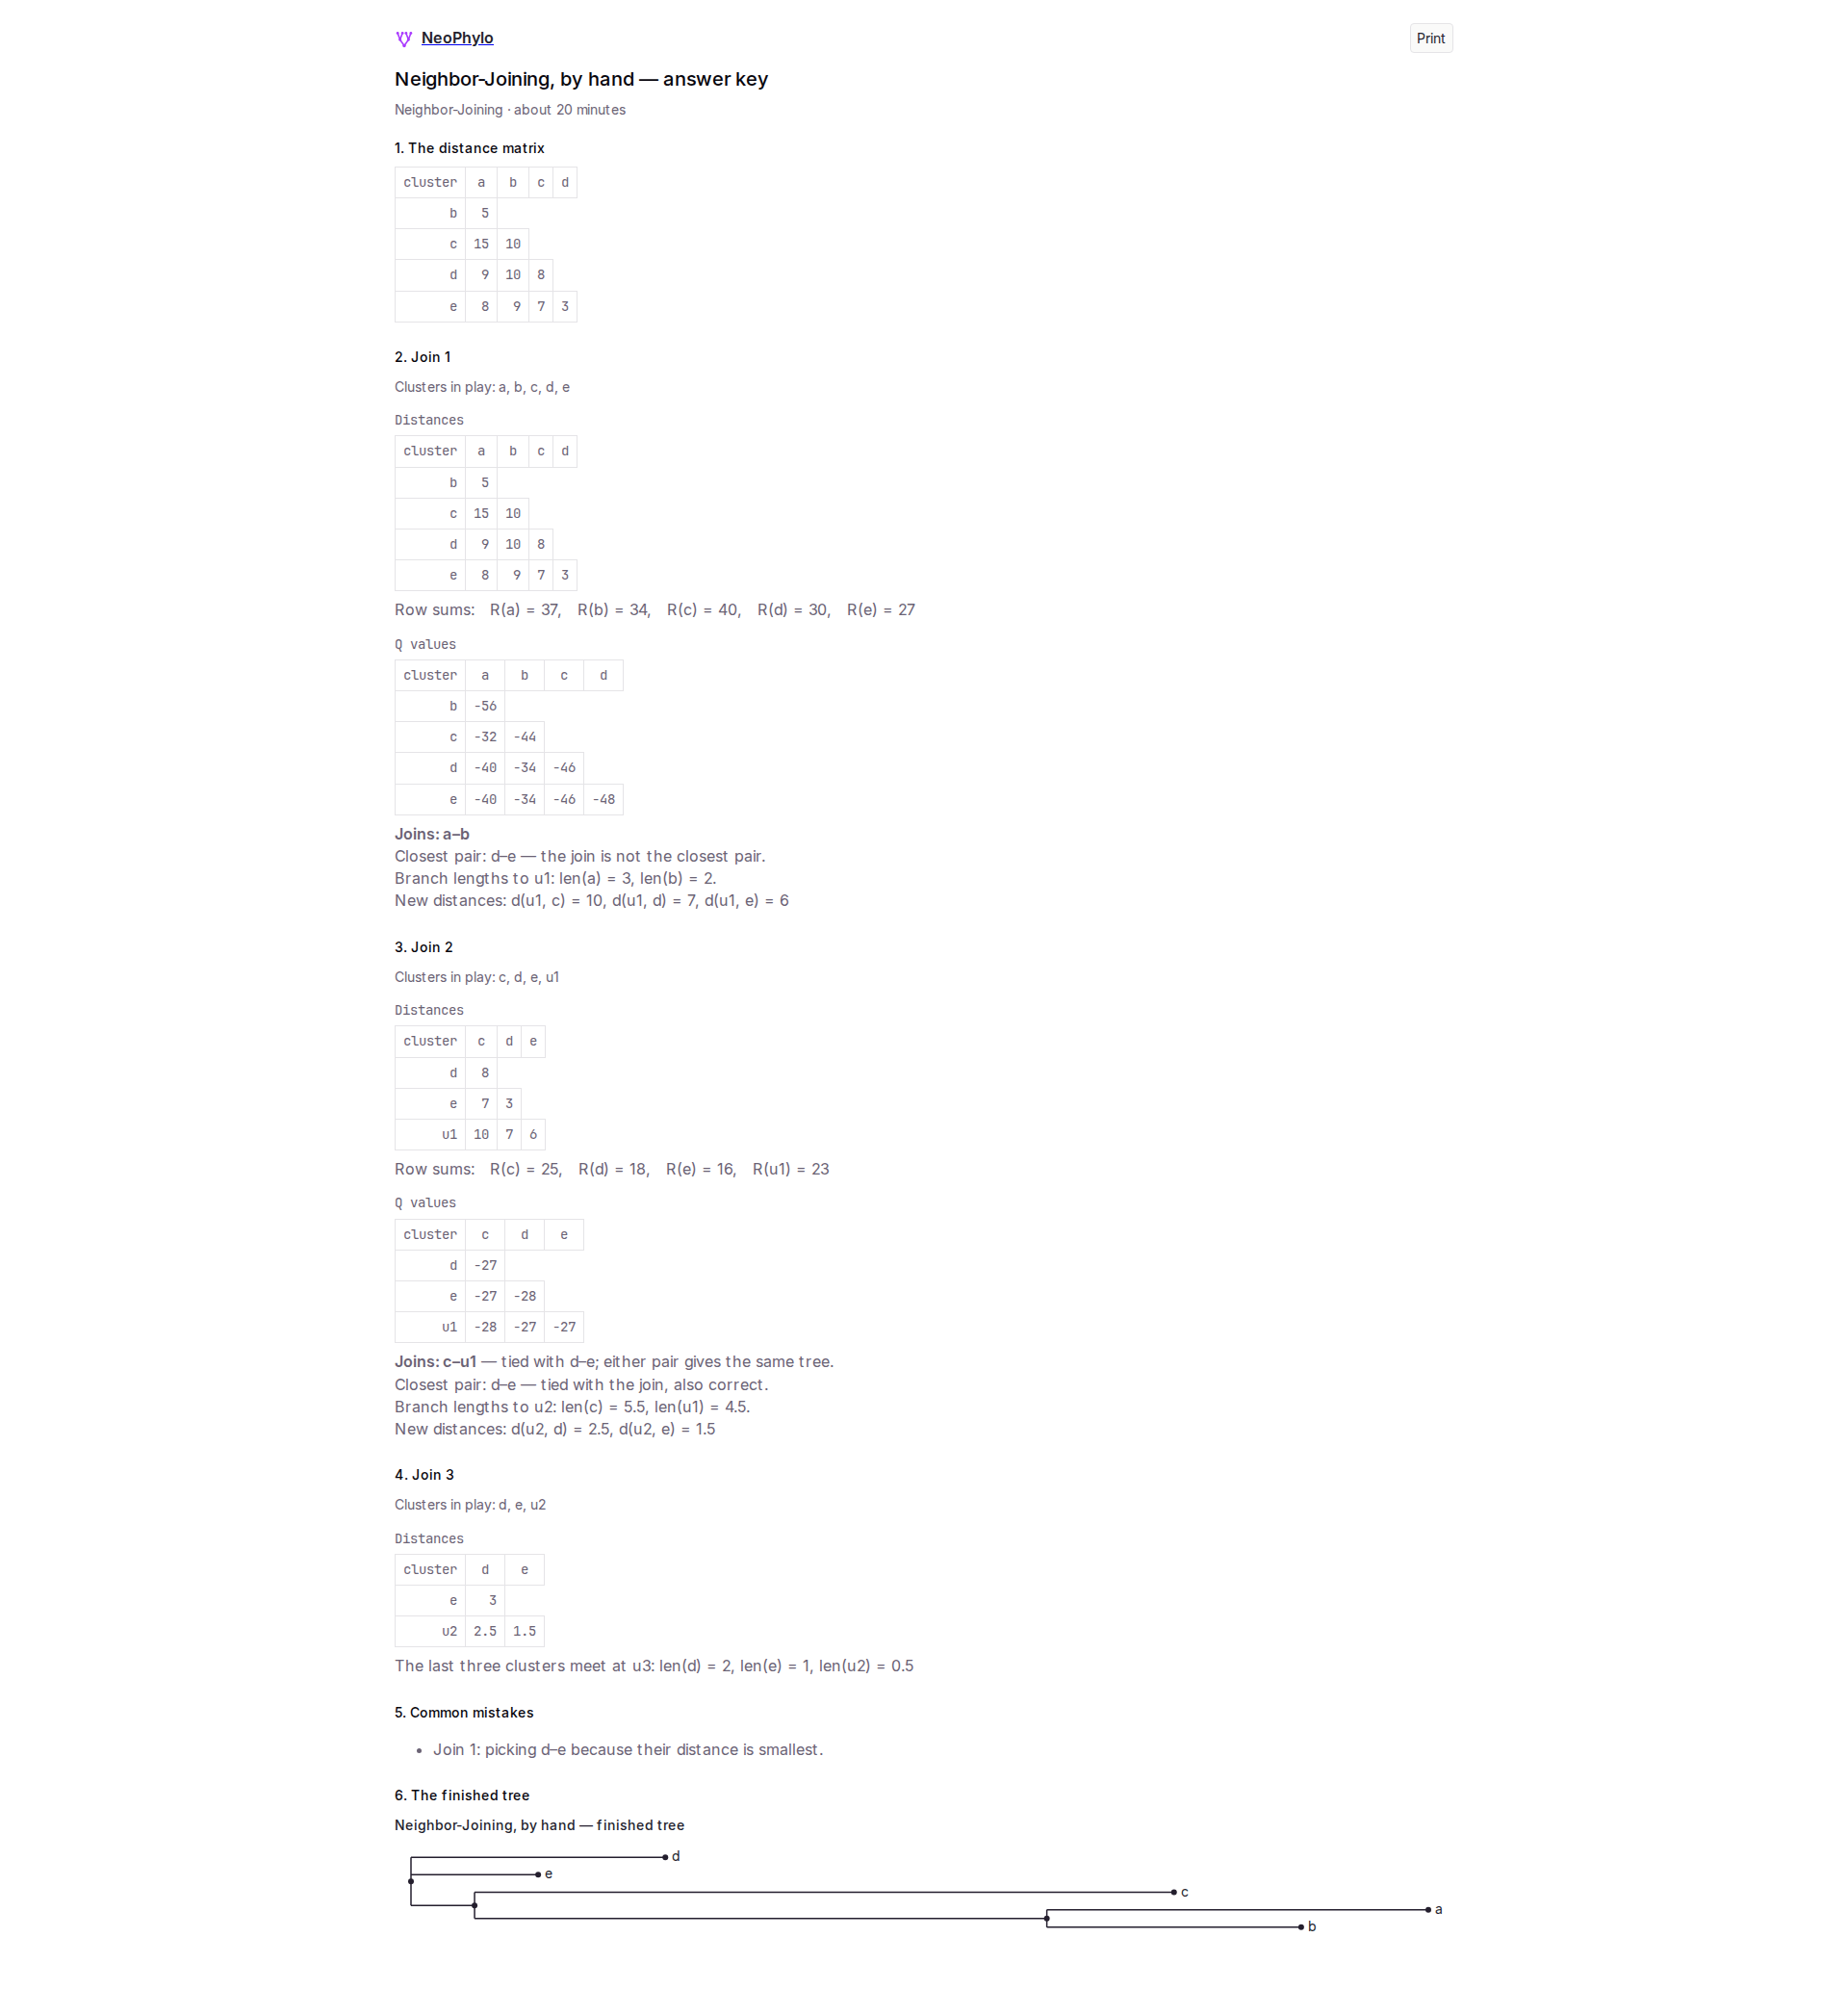 NeoPhylo
Print
Neighbor-Joining, by hand — answer key
Neighbor-Joining · about 20 minutes
1. The distance matrix
cluster a b c d
b 5
c 15 10
d 9 10 8
e 8 9 7 3
2. Join 1
Clusters in play: a, b, c, d, e
Distances
cluster a b c d
b 5
c 15 10
d 9 10 8
e 8 9 7 3
Row sums: R(a) = 37, R(b) = 34, R(c) = 40, R(d) = 30, R(e) = 27
Q values
cluster a b c d
b -56
c -32 -44
d -40 -34 -46
e -40 -34 -46 -48
Joins: a–b
Closest pair: d–e — the join is not the closest pair.
Branch lengths to u1: len(a) = 3, len(b) = 2.
New distances: d(u1, c) = 10, d(u1, d) = 7, d(u1, e) = 6
3. Join 2
Clusters in play: c, d, e, u1
Distances
cluster c d e
d 8
e 7 3
u1 10 7 6
Row sums: R(c) = 25, R(d) = 18, R(e) = 16, R(u1) = 23
Q values
cluster c d e
d -27
e -27 -28
u1 -28 -27 -27
Joins: c–u1 — tied with d–e; either pair gives the same tree.
Closest pair: d–e — tied with the join, also correct.
Branch lengths to u2: len(c) = 5.5, len(u1) = 4.5.
New distances: d(u2, d) = 2.5, d(u2, e) = 1.5
4. Join 3
Clusters in play: d, e, u2
Distances
cluster d e
e 3
u2 2.5 1.5
The last three clusters meet at u3: len(d) = 2, len(e) = 1, len(u2) = 0.5
5. Common mistakes
• Join 1: picking d–e because their distance is smallest.
6. The finished tree
Neighbor-Joining, by hand — finished tree
d
e
c
a
b